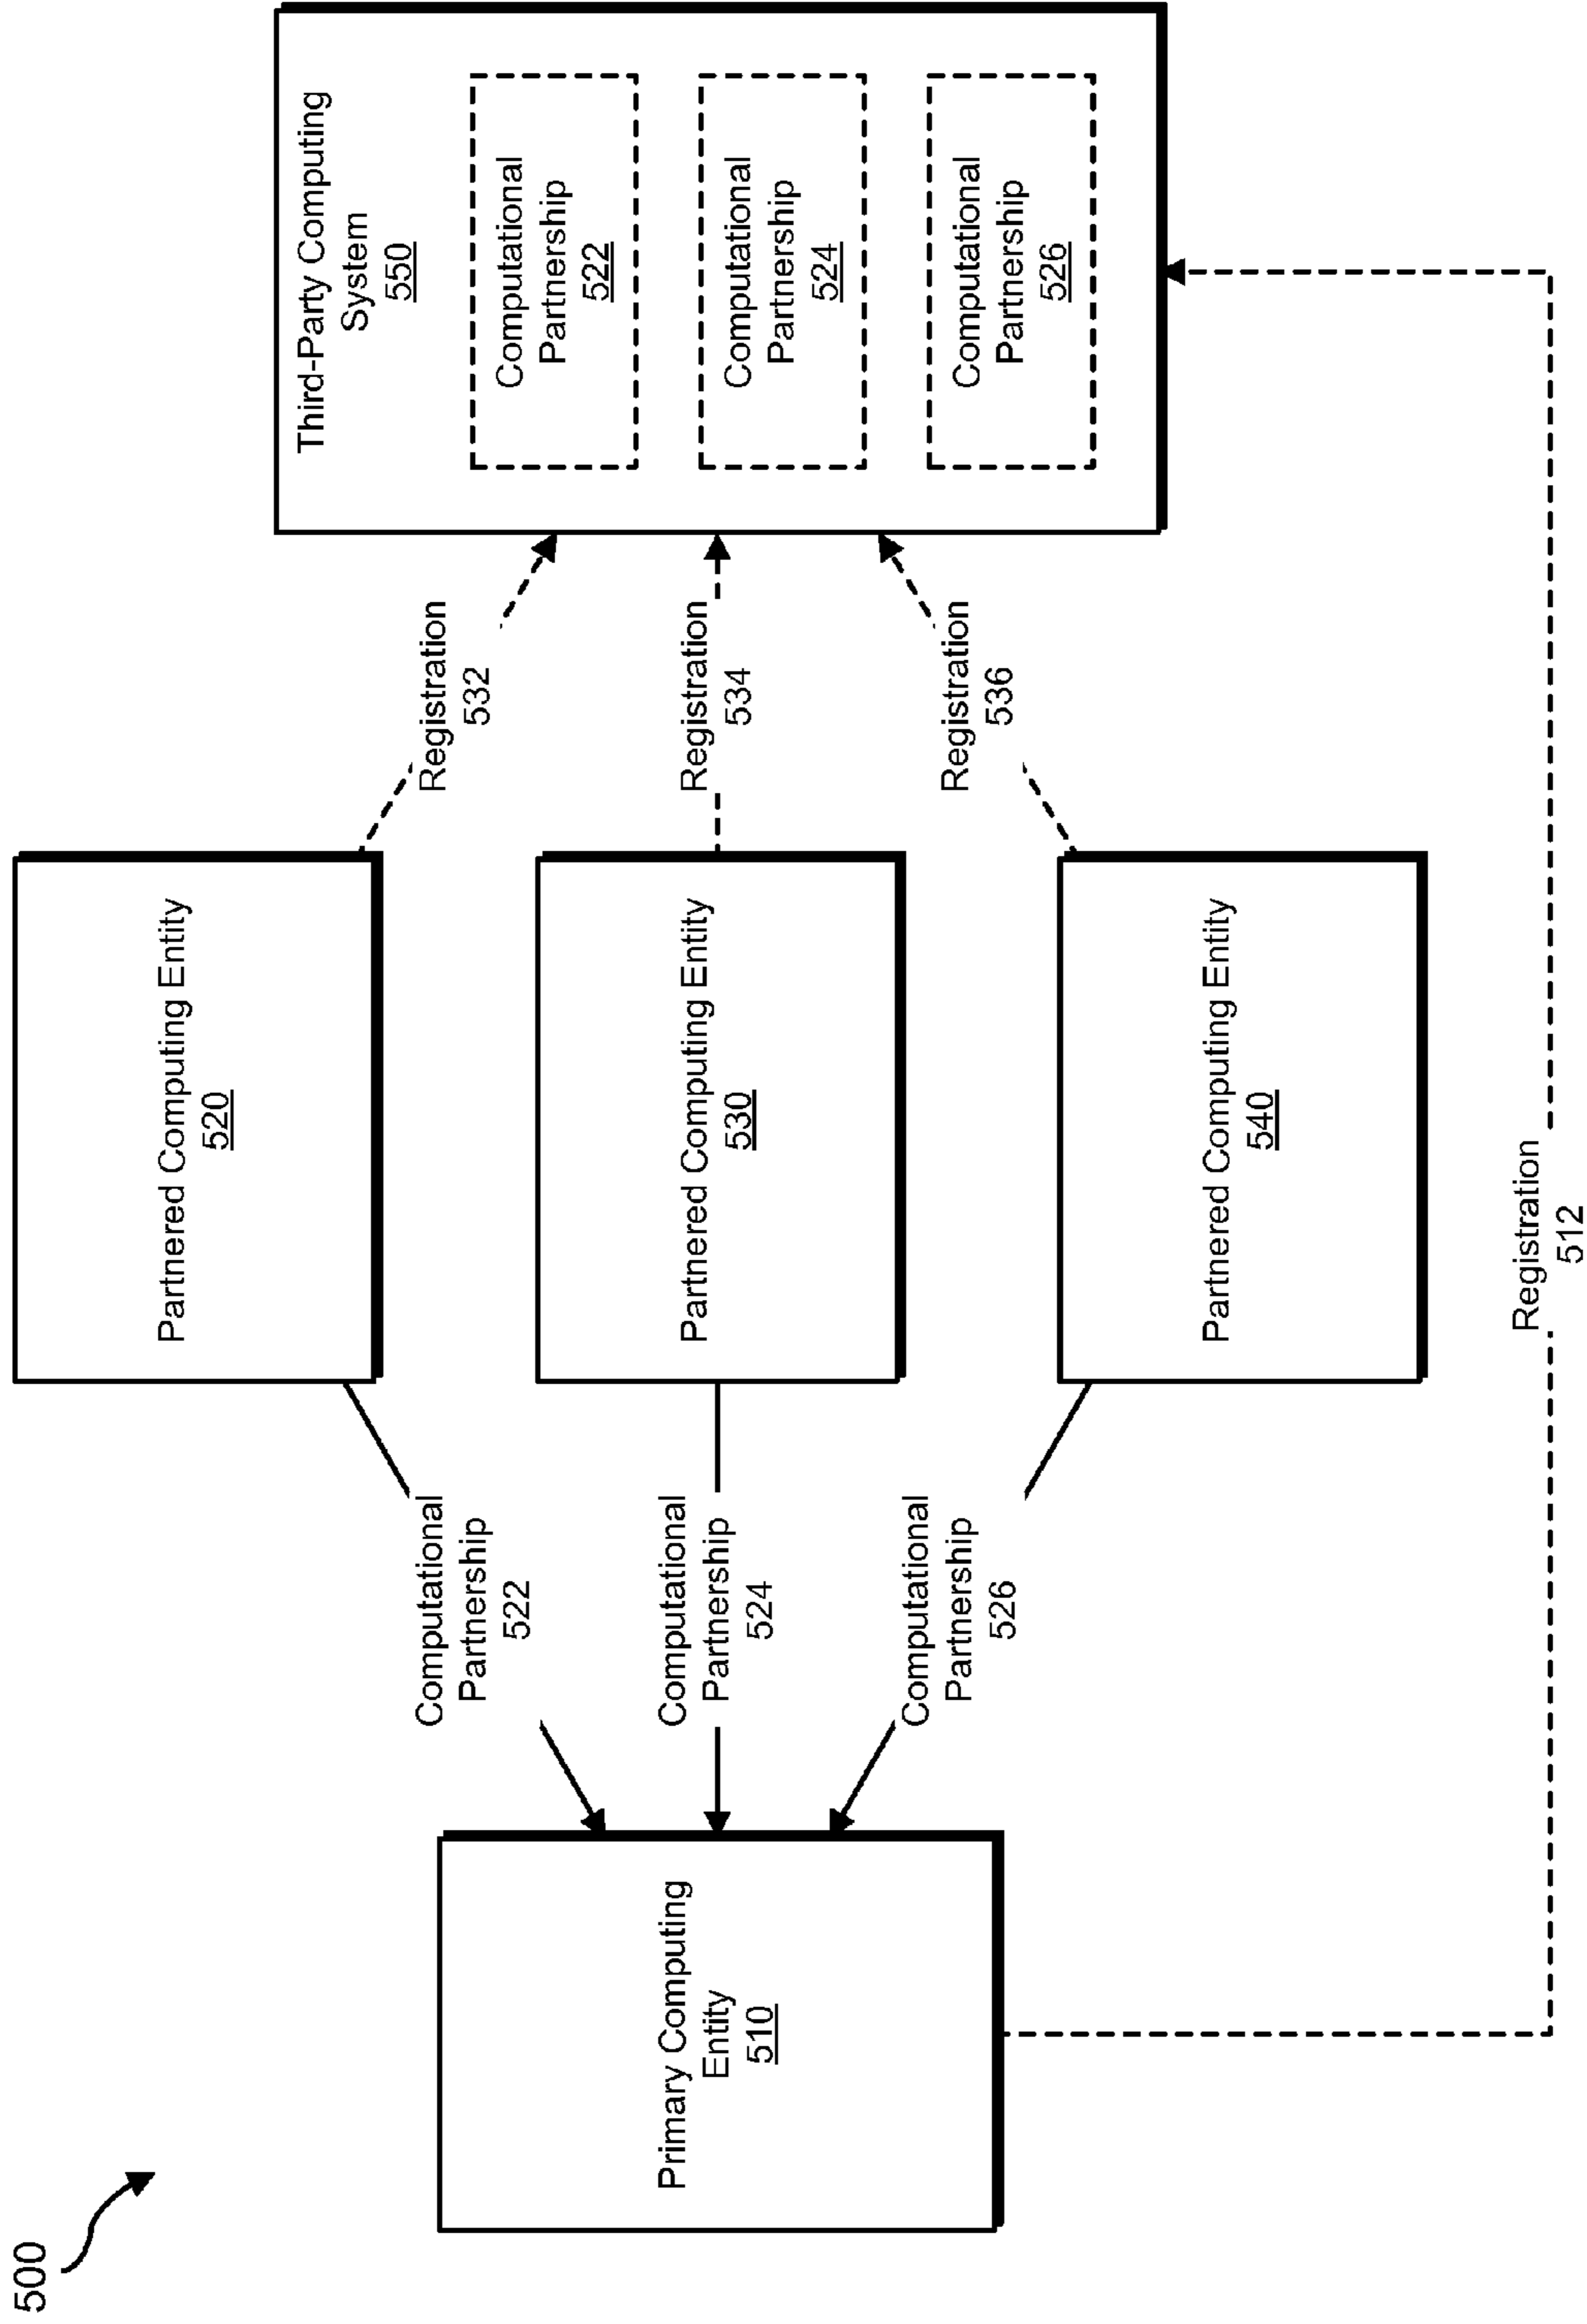 500
Primary Computing
Entity
510
Computational
Partnership
522
Computational
Partnership
524
Computational
Partnership
526
Partnered Computing Entity
520
Partnered Computing Entity
530
Partnered Computing Entity
540
Registration
532
Registration
534
Registration
536
Third-Party Computing
System
550
Computational
Partnership
522
Computational
Partnership
524
Computational
Partnership
526
Registration
512